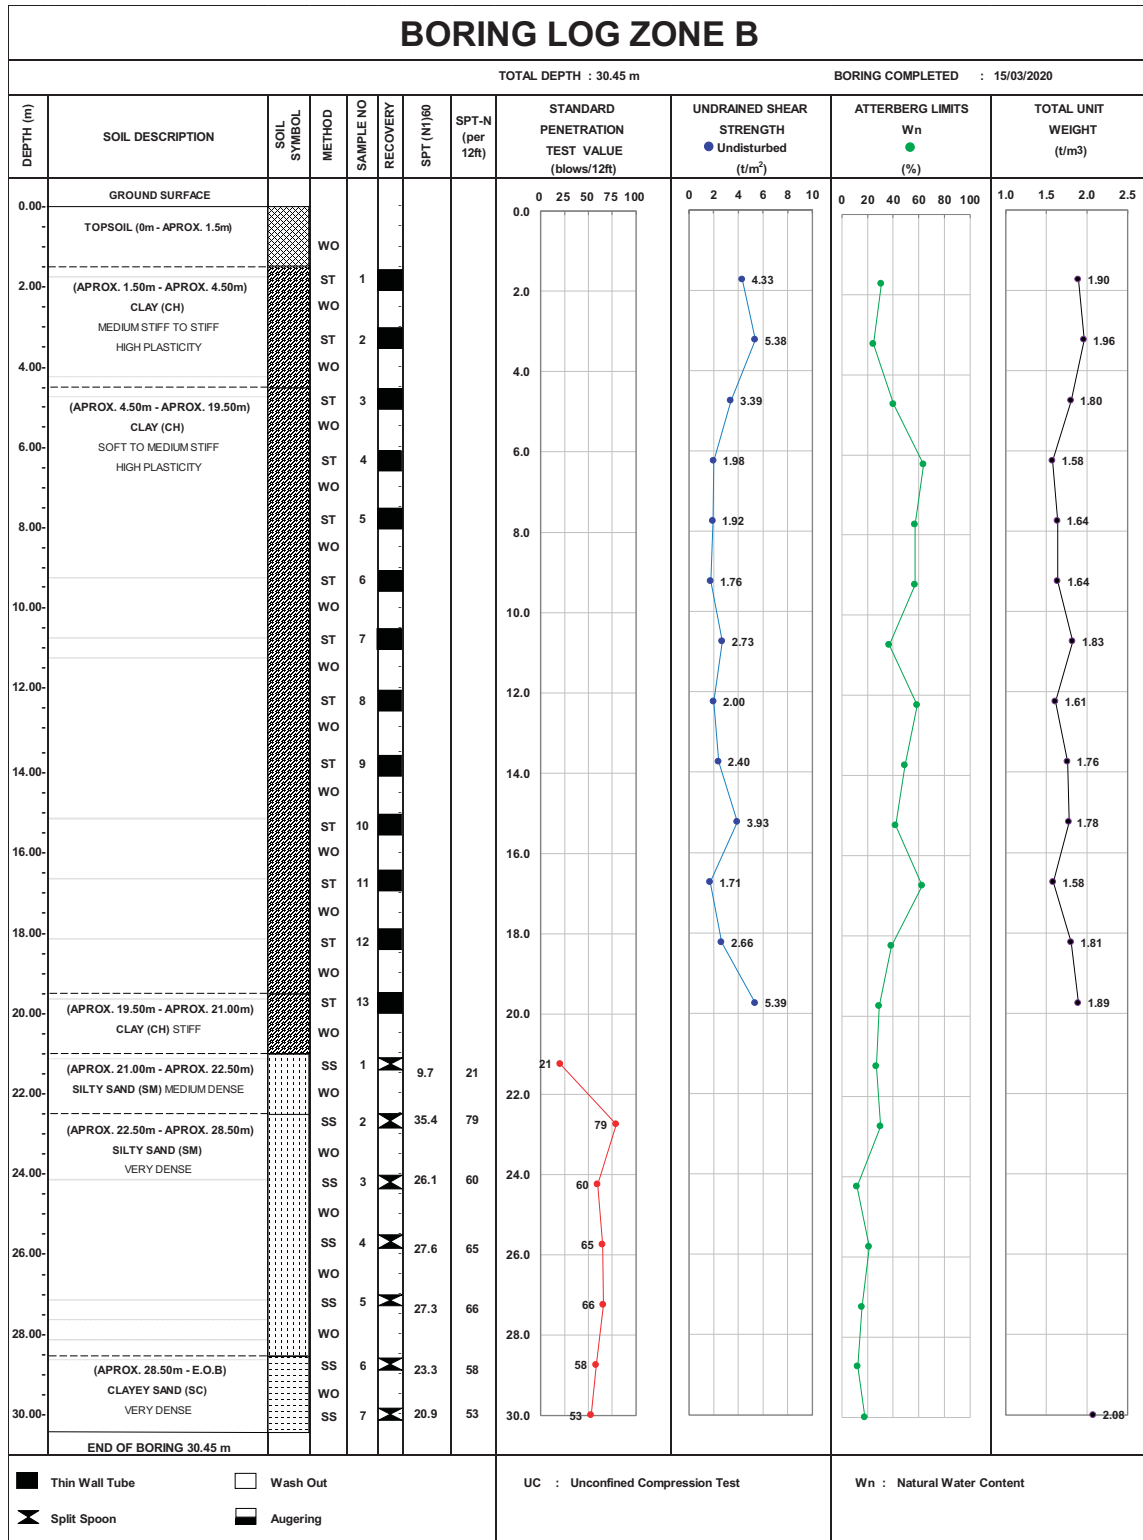 BORING LOG ZONE B
TOTAL DEPTH : 30.45 m
BORING COMPLETED : 15/03/2020
DEPTH (m)
SOIL DESCRIPTION
SOIL SYMBOL
METHOD
SAMPLE NO
RECOVERY
SPT (N1)60
SPT-N (per 12ft)
STANDARD
PENETRATION
TEST VALUE
(blows/12ft)
UNDRAINED SHEAR
STRENGTH
Undisturbed
(t/m2)
ATTERBERG LIMITS
Wn
(%)
TOTAL UNIT
WEIGHT
(t/m3)
GROUND SURFACE
0 25 50 75 100
0 2 4 6 8 10
0 20 40 60 80 100
1.0 1.5 2.0 2.5
0.00
0.0
TOPSOIL (0m - APROX. 1.5m)
WO
ST 1
4.33
1.90
2.00
(APROX. 1.50m - APROX. 4.50m)
2.0
CLAY (CH)
WO
MEDIUM STIFF TO STIFF
ST 2
5.38
1.96
HIGH PLASTICITY
4.00
WO
4.0
ST 3
3.39
1.80
(APROX. 4.50m - APROX. 19.50m)
CLAY (CH)
WO
6.00
SOFT TO MEDIUM STIFF
6.0
ST 4
1.98
1.58
HIGH PLASTICITY
WO
ST 5
1.92
1.64
8.00
8.0
WO
ST 6
1.76
1.64
10.00
WO
10.0
ST 7
2.73
1.83
WO
12.00
12.0
ST 8
2.00
1.61
WO
ST 9
2.40
1.76
14.00
14.0
WO
ST 10
3.93
1.78
16.00
WO
16.0
ST 11
1.71
1.58
WO
18.00
18.0
ST 12
2.66
1.81
WO
ST 13
5.39
1.89
(APROX. 19.50m - APROX. 21.00m)
20.00
20.0
CLAY (CH) STIFF
WO
SS 1
9.7 21
21
(APROX. 21.00m - APROX. 22.50m)
22.00
SILTY SAND (SM) MEDIUM DENSE
WO
22.0
SS 2
35.4 79
79
(APROX. 22.50m - APROX. 28.50m)
SILTY SAND (SM)
WO
VERY DENSE
24.00
24.0
SS 3
26.1 60
60
WO
SS 4
27.6 65
65
26.00
26.0
WO
SS 5
27.3 66
66
28.00
WO
28.0
SS 6
23.3 58
58
(APROX. 28.50m - E.O.B)
CLAYEY SAND (SC)
WO
VERY DENSE
30.00
SS 7
20.9 53
30.0
53
2.08
END OF BORING 30.45 m
Thin Wall Tube
Wash Out
UC : Unconfined Compression Test
Wn : Natural Water Content
Split Spoon
Augering